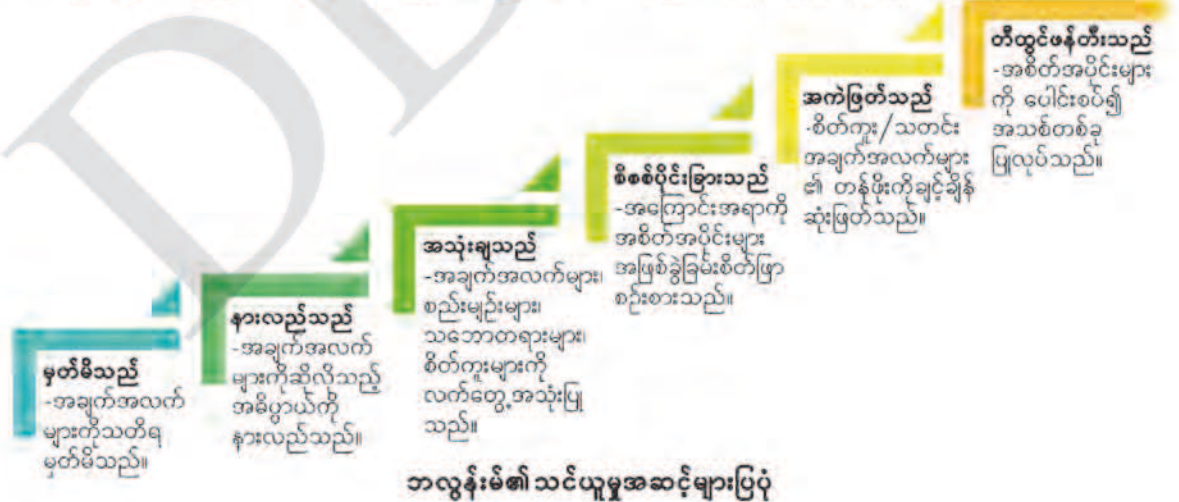 မှတ်မိသည်
-အချက်အလက်
များကိုသတိရ
မှတ်မိသည်။
နားလည်သည်
-အချက်အလက်
များကိုဆိုလိုသည့်
အဓိပ္ပာယ်ကို
နားလည်သည်။
အသုံးချသည်
-အချက်အလက်များ၊
စည်းမျဉ်းများ၊
သဘောတရားများ၊
စိတ်ကူးများကို
လက်တွေ့အသုံးပြု
သည်။
စိစစ်ပိုင်းခြားသည်
-အကြောင်းအရာကို
အစိတ်အပိုင်းများ
အဖြစ်ခွဲခြမ်းစိတ်ဖြာ
စဉ်းစားသည်။
အကဲဖြတ်သည်
-စိတ်ကူး/သတင်း
အချက်အလက်များ
၏ တန်ဖိုးကိုချင့်ချိန်
ဆုံးဖြတ်သည်။
တီထွင်ဖန်တီးသည်
-အစိတ်အပိုင်းများ
ကို ပေါင်းစပ်၍
အသစ်တစ်ခု
ပြုလုပ်သည်။
ဘလွန်းမ်၏သင်ယူမှုအဆင့်များပြပုံ